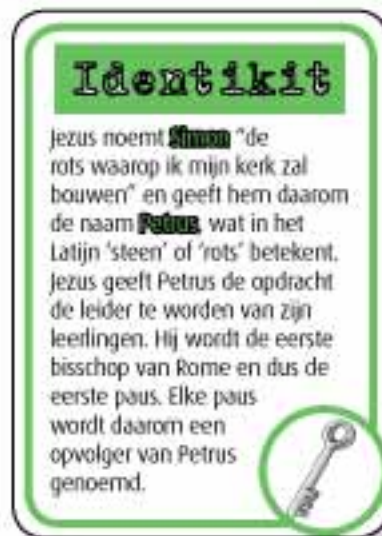 Identikit
Jezus noemt Simon “de
rots waarop ik mijn kerk zal
bouwen” en geeft hem daarom
de naam Petrus, wat in het
Latijn ‘steen’ of ‘rots’ betekent.
Jezus geeft Petrus de opdracht
de leider te worden van zijn
leerlingen. Hij wordt de eerste
bisschop van Rome en dus de
eerste paus. Elke paus
wordt daarom een
opvolger van Petrus
genoemd.